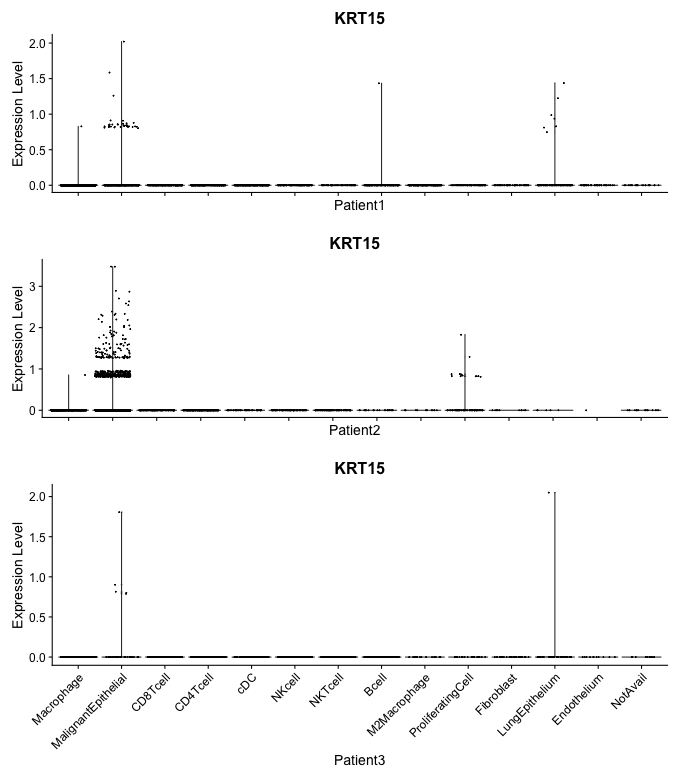 KRT15
Expression Level
2.0
1.5
1.0
0.5
0.0
Patient1
KRT15
Expression Level
3
2
1
0
Patient2
KRT15
Expression Level
2.0
1.5
1.0
0.5
0.0
Macrophage
MalignantEpithelial
CD8Tcell
CD4Tcell
cDC
NKcell
NKTcell
Bcell
M2Macrophage
ProliferatingCell
Fibroblast
LungEpithelium
Endothelium
NotAvail
Patient3